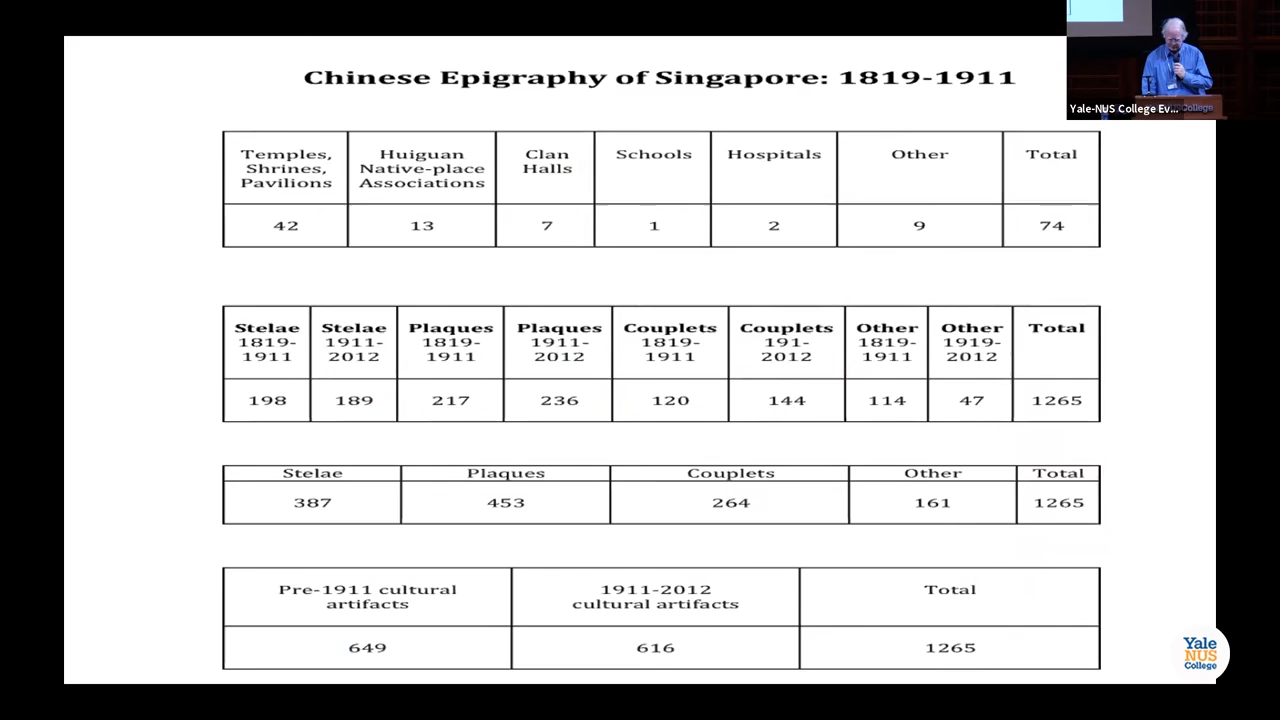 Chinese Epigraphy of Singapore: 1819-1911
Temples, Shrines, Pavilions
Huiguan Native-place Associations
Clan Halls
Schools
Hospitals
Other
Total
42
13
7
1
2
9
74
Stelae 1819-1911
Stelae 1911-2012
Plaques 1819-1911
Plaques 1911-2012
Couplets 1819-1911
Couplets 191-2012
Other 1819-1911
Other 1919-2012
Total
198
189
217
236
120
144
114
47
1265
Stelae
Plaques
Couplets
Other
Total
387
453
264
161
1265
Pre-1911 cultural artifacts
1911-2012 cultural artifacts
Total
649
616
1265
Yale-NUS College Ev...
College
Yale
NUS
College